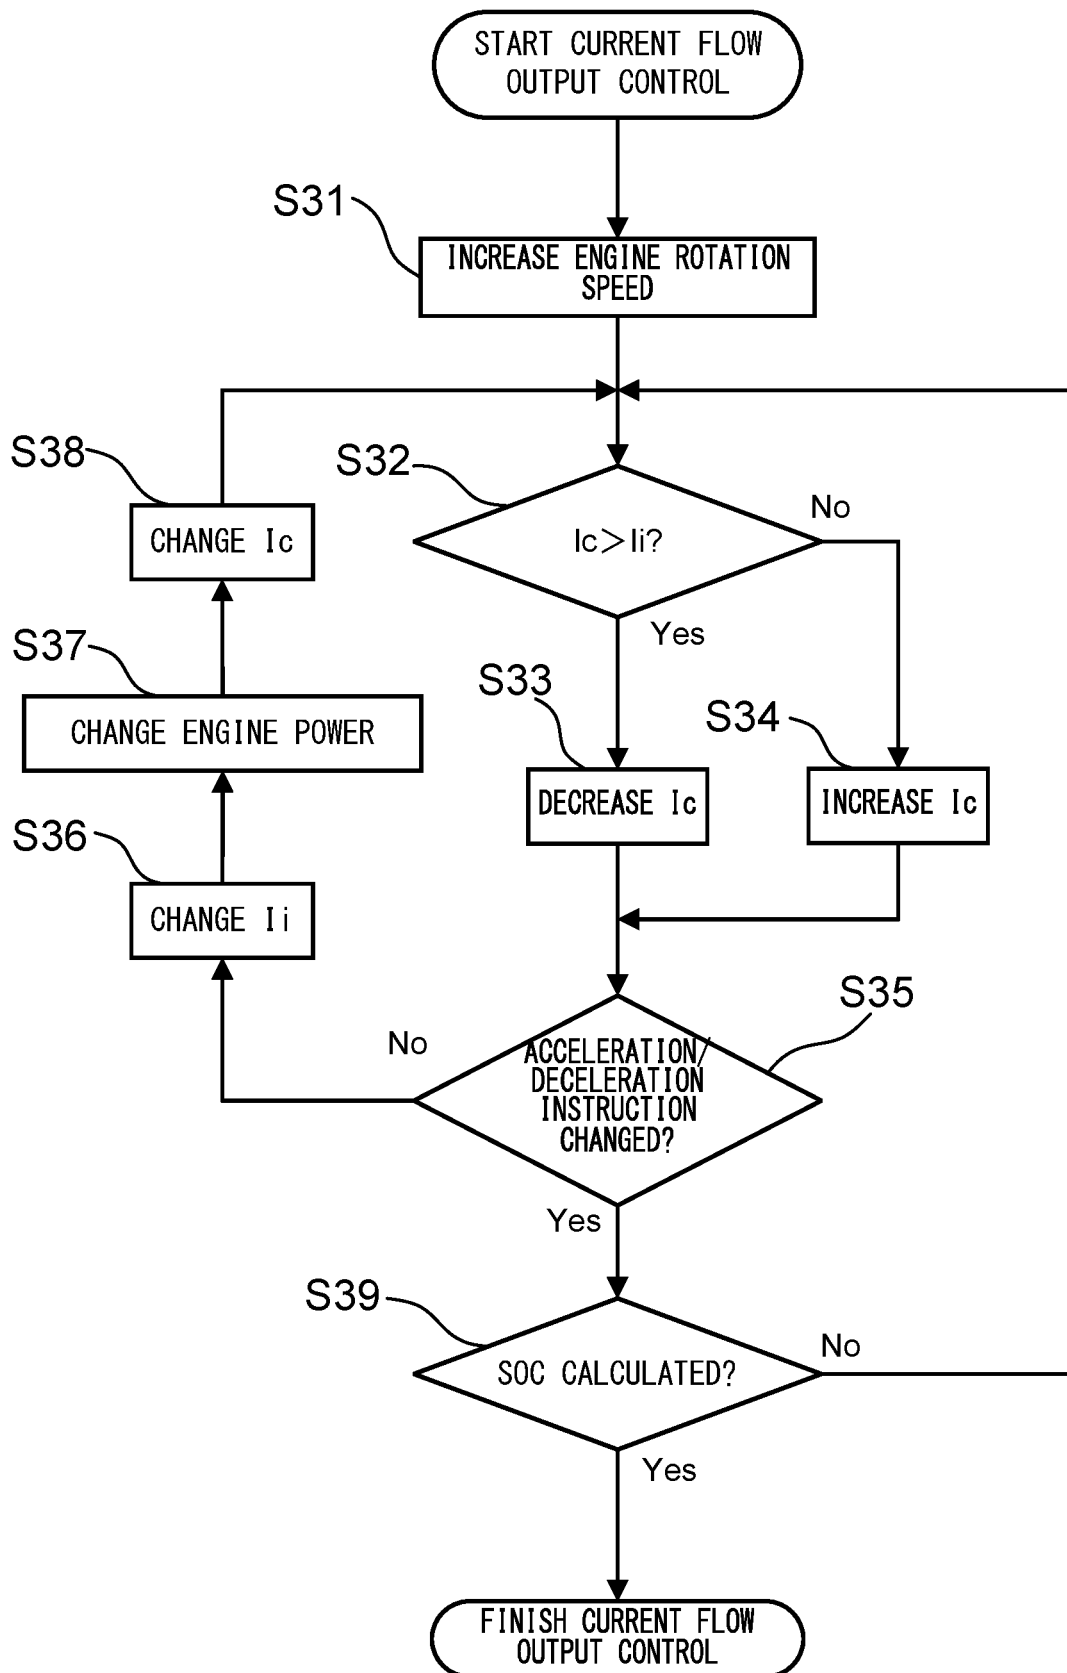 START CURRENT FLOW
OUTPUT CONTROL
S31
INCREASE ENGINE ROTATION
SPEED
S38
CHANGE Ic
S32
Ic＞Ii?
No
Yes
S37
CHANGE ENGINE POWER
S33
DECREASE Ic
S34
INCREASE Ic
S36
CHANGE Ii
S35
No
ACCELERATION/
DECELERATION
INSTRUCTION
CHANGED?
Yes
S39
SOC CALCULATED?
No
Yes
FINISH CURRENT FLOW
OUTPUT CONTROL